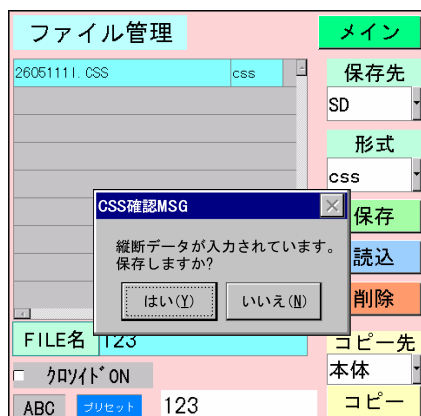 ファイル管理
メイン
26051111.CSS
css
保存先
SD
形式
css
CSS確認MSG
縦断データが入力されています。
保存しますか?
はい(Y)
いいえ(N)
保存
読込
削除
FILE名
123
コピー先
本体
クロソイドON
ABC
プリセット
123
コピー